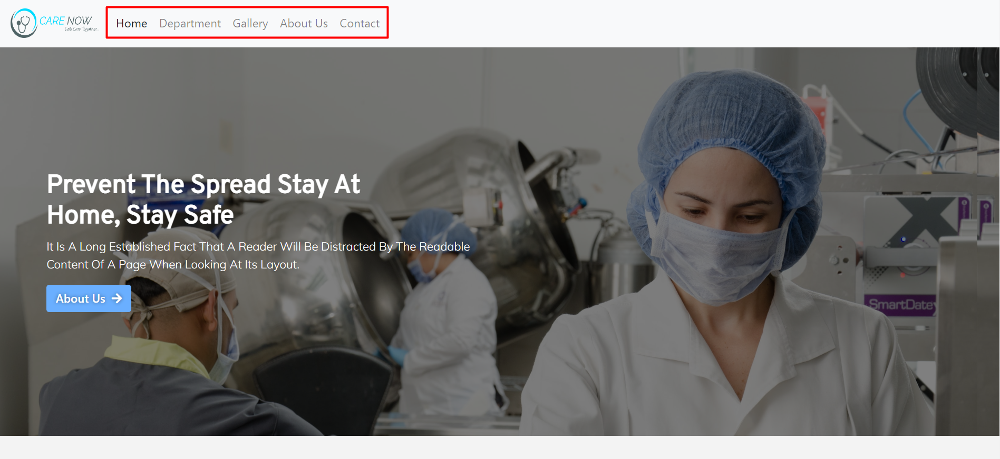 CARE NOW
Let's Care Togather..
Home Department Gallery About Us Contact
Prevent The Spread Stay At
Home, Stay Safe
It Is A Long Established Fact That A Reader Will Be Distracted By The Readable
Content Of A Page When Looking At Its Layout.
About Us
SmartDate